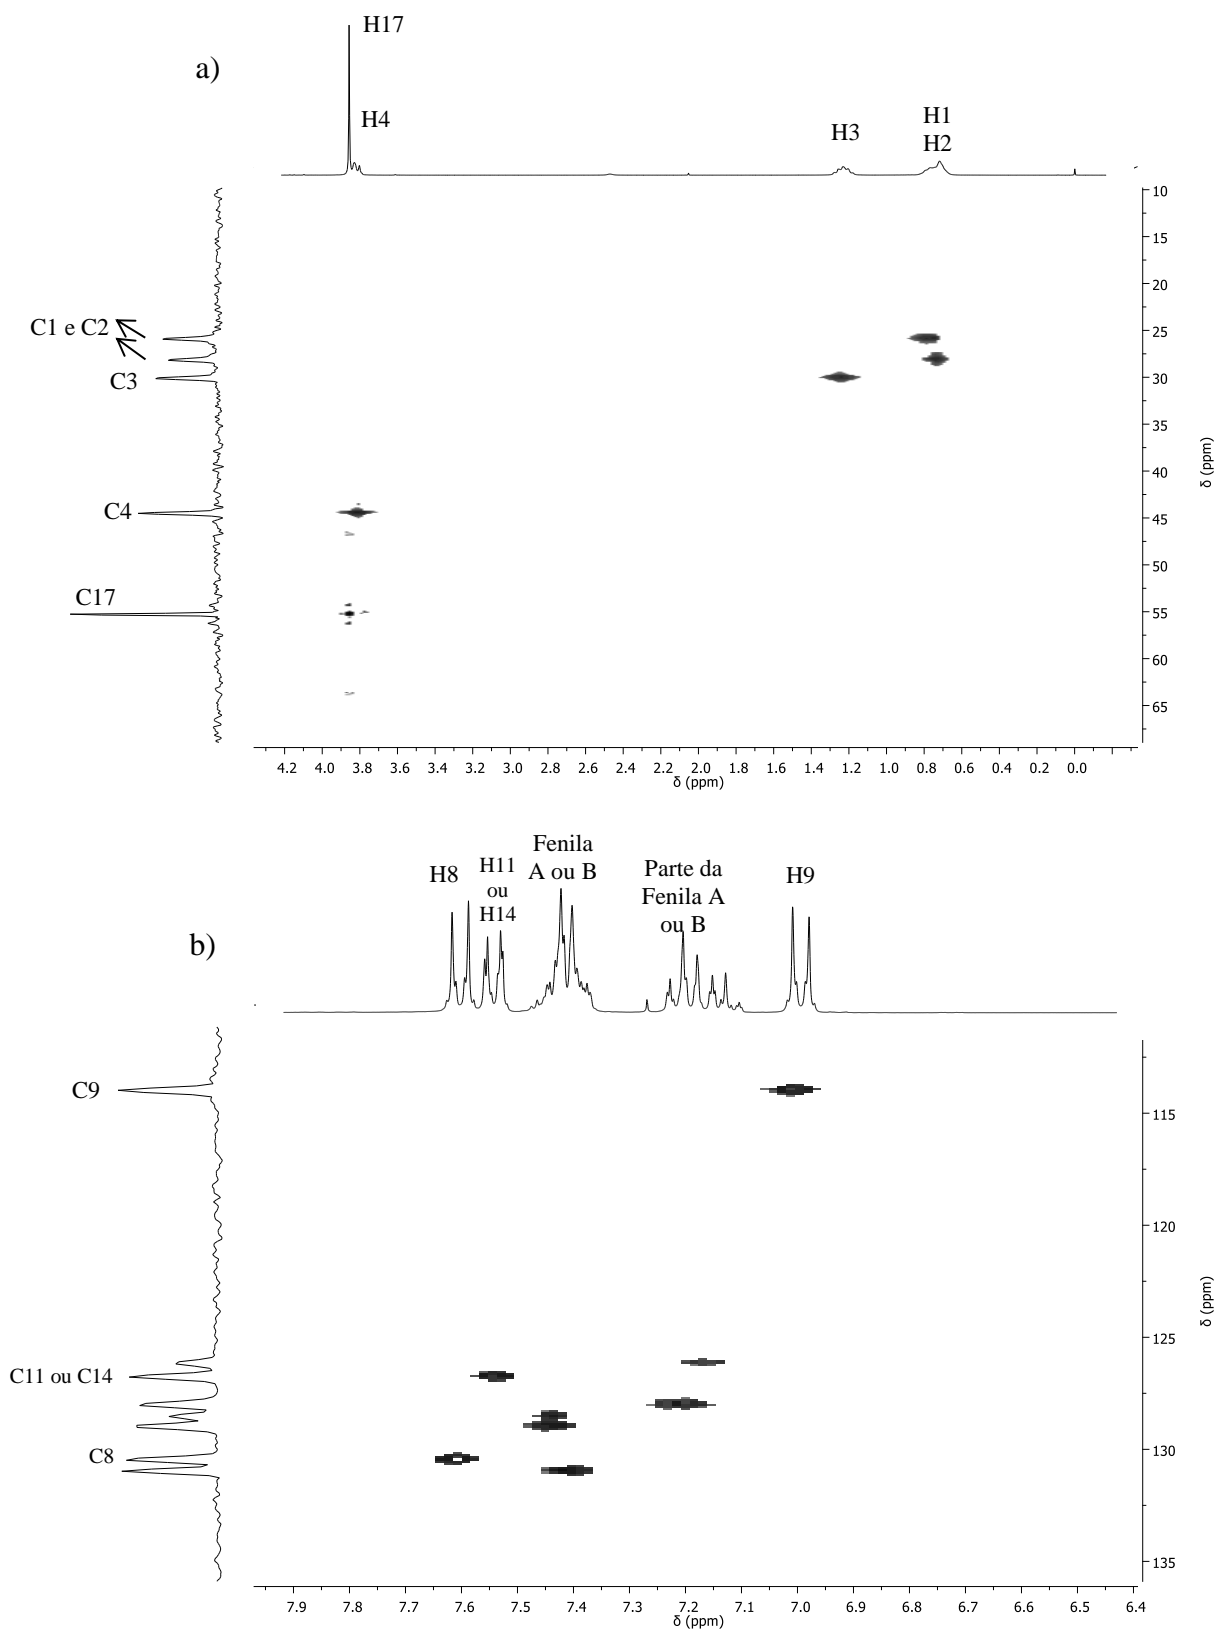 H17
a)
H4
H3
H1
H2
C1 e C2
C3
C4
C17
10
15
20
25
30
35
40
45
50
55
60
65
δ (ppm)
4.2 4.0 3.8 3.6 3.4 3.2 3.0 2.8 2.6 2.4 2.2 2.0 1.8 1.6 1.4 1.2 1.0 0.8 0.6 0.4 0.2 0.0
δ (ppm)
H8
H11
ou
H14
Fenila
A ou B
Parte da
Fenila A
ou B
H9
b)
C9
C11 ou C14
C8
115
120
125
130
135
δ (ppm)
7.9 7.8 7.7 7.6 7.5 7.4 7.3 7.2 7.1 7.0 6.9 6.8 6.7 6.6 6.5 6.4
δ (ppm)